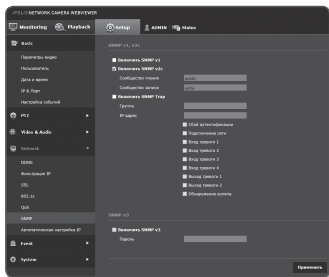 iPOLiS NETWORK CAMERA WEBVIEWER
Monitoring
Playback
Setup
ADMIN
Status
Basic
Параметры видео
Пользователь
Дата и время
IP & Порт
Настройка событий
PTZ
Video & Audio
Network
DDNS
Фильтрация IP
SSL
802.1x
QoS
SNMP
Автоматическая настройка IP
Event
System
SNMP v1, v2c
Включить SNMP v1
Включить SNMP v2c
Сообщество чтения
public
Сообщество записи
write
Включить SNMP Trap
Группа
IP-адрес
Сбой аутентификации
Подключение сети
Вход тревоги 1
Вход тревоги 2
Вход тревоги 3
Вход тревоги 4
Выход тревоги 1
Выход тревоги 2
Обнаружение взлома
SNMP v3
Включить SNMP v3
Пароль
Применить